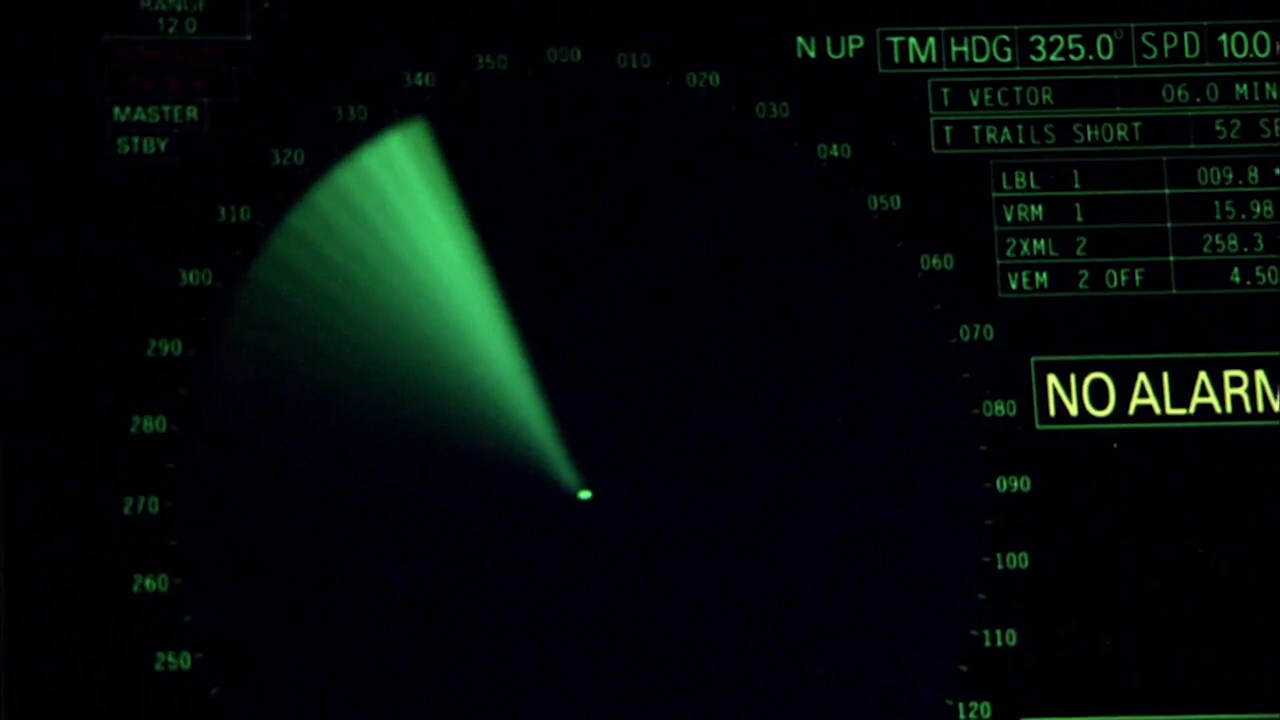 RANGE
12.0
MASTER
STBY
N UP TM HDG 325.0° SPD 10.0
T VECTOR 06.0 MIN
T TRAILS SHORT 52
LBL 1 009.8
VRM 1 15.98
2XML 2 258.3
VEM 2 OFF 4.50
NO ALARM
340 350 000 010 020
330 030
320 040
310 050
300 060
290 070
280 080
270 090
260 100
250 110
120